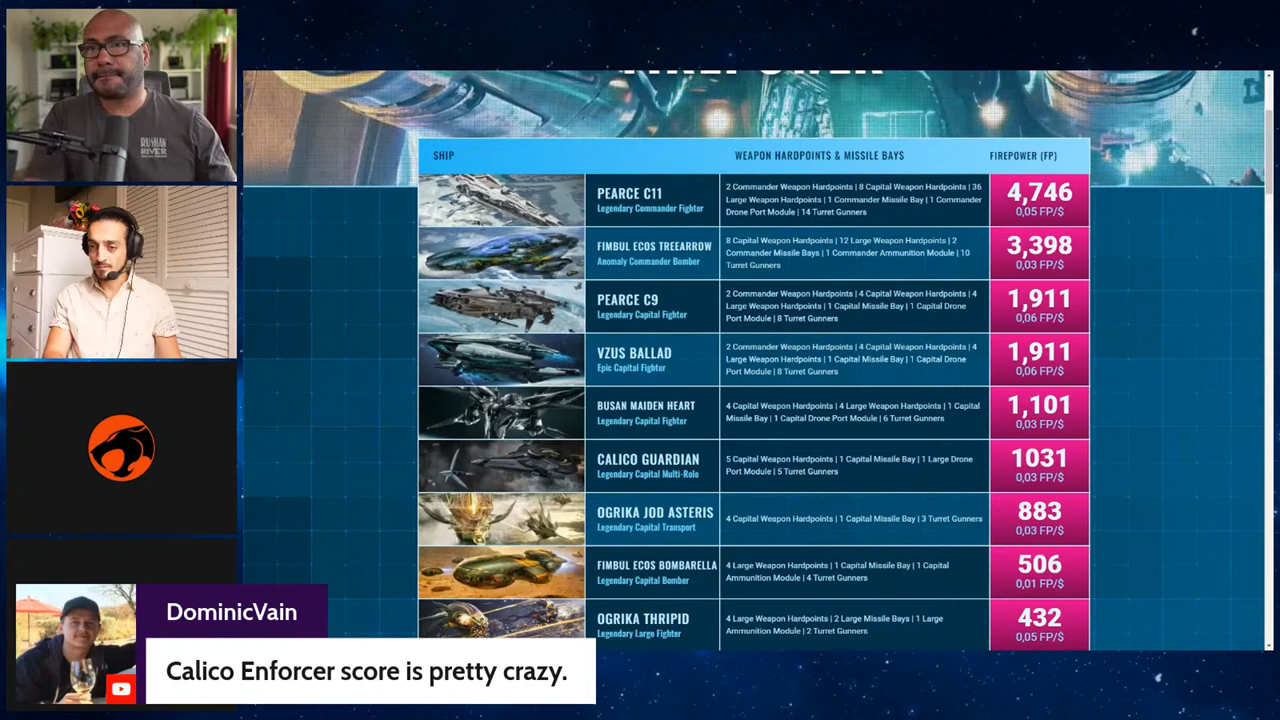 FIREPOWER
SHIP
WEAPON HARDPOINTS & MISSILE BAYS
FIREPOWER (FP)
PEARCE C11
Legendary Commander Fighter
2 Commander Weapon Hardpoints | 8 Capital Weapon Hardpoints | 36
Large Weapon Hardpoints | 1 Commander Missile Bay | 1 Commander
Drone Port Module | 14 Turret Gunners
4,746
0,05 FP/$
FIMBUL ECOS TREEARROW
Anomaly Commander Bomber
8 Capital Weapon Hardpoints | 12 Large Weapon Hardpoints | 2
Commander Missile Bays | 1 Commander Ammunition Module | 10
Turret Gunners
3,398
0,03 FP/$
PEARCE C9
Legendary Capital Fighter
2 Commander Weapon Hardpoints | 4 Capital Weapon Hardpoints | 4
Large Weapon Hardpoints | 1 Capital Missile Bay | 1 Capital Drone
Port Module | 8 Turret Gunners
1,911
0,06 FP/$
VZUS BALLAD
Epic Capital Fighter
2 Commander Weapon Hardpoints | 4 Capital Weapon Hardpoints | 4
Large Weapon Hardpoints | 1 Capital Missile Bay | 1 Capital Drone
Port Module | 8 Turret Gunners
1,911
0,06 FP/$
BUSAN MAIDEN HEART
Legendary Capital Fighter
4 Capital Weapon Hardpoints | 4 Large Weapon Hardpoints | 1 Capital
Missile Bay | 1 Capital Drone Port Module | 6 Turret Gunners
1,101
0,03 FP/$
CALICO GUARDIAN
Legendary Capital Multi-Rolo
5 Capital Weapon Hardpoints | 1 Capital Missile Bay | 1 Large Drone
Port Module | 5 Turret Gunners
1031
0,03 FP/$
OGRIKA JOD ASTERIS
Legendary Capital Transport
4 Capital Weapon Hardpoints | 1 Capital Missile Bay | 3 Turret Gunners
883
0,03 FP/$
FIMBUL ECOS BOMBARELLA
Legendary Capital Bomber
4 Large Weapon Hardpoints | 1 Capital Missile Bay | 1 Capital
Ammunition Module | 4 Turret Gunners
506
0,01 FP/$
OGRIKA THRIPID
Legendary Large Fighter
4 Large Weapon Hardpoints | 2 Large Missile Bays | 1 Large
Ammunition Module | 2 Turret Gunners
432
0,05 FP/$
RUSSIAN
RIVER
DominicVain
Calico Enforcer score is pretty crazy.